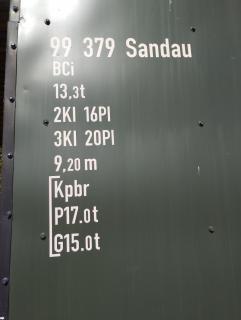 99 379 Sandau
BCi
13,3t
2Kl 16Pl
3Kl 20Pl
9,20 m
Kpbr
P17.0t
G15.0t